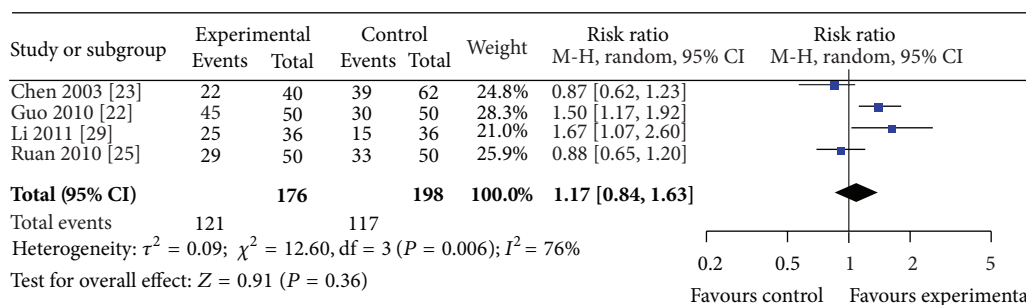 Study or subgroup Experimental Control Weight Risk ratio Risk ratio
Events Total Events Total M-H, random, 95% CI M-H, random, 95% CI
Chen 2003 [23] 22 40 39 62 24.8% 0.87 [0.62, 1.23]
Guo 2010 [22] 45 50 30 50 28.3% 1.50 [1.17, 1.92]
Li 2011 [29] 25 36 15 36 21.0% 1.67 [1.07, 2.60]
Ruan 2010 [25] 29 50 33 50 25.9% 0.88 [0.65, 1.20]
Total (95% CI) 176 198 100.0% 1.17 [0.84, 1.63]
Total events 121 117
Heterogeneity: τ² = 0.09; χ² = 12.60, df = 3 (P = 0.006); I² = 76%
Test for overall effect: Z = 0.91 (P = 0.36)
0.2 0.5 1 2 5
Favours control Favours experimental